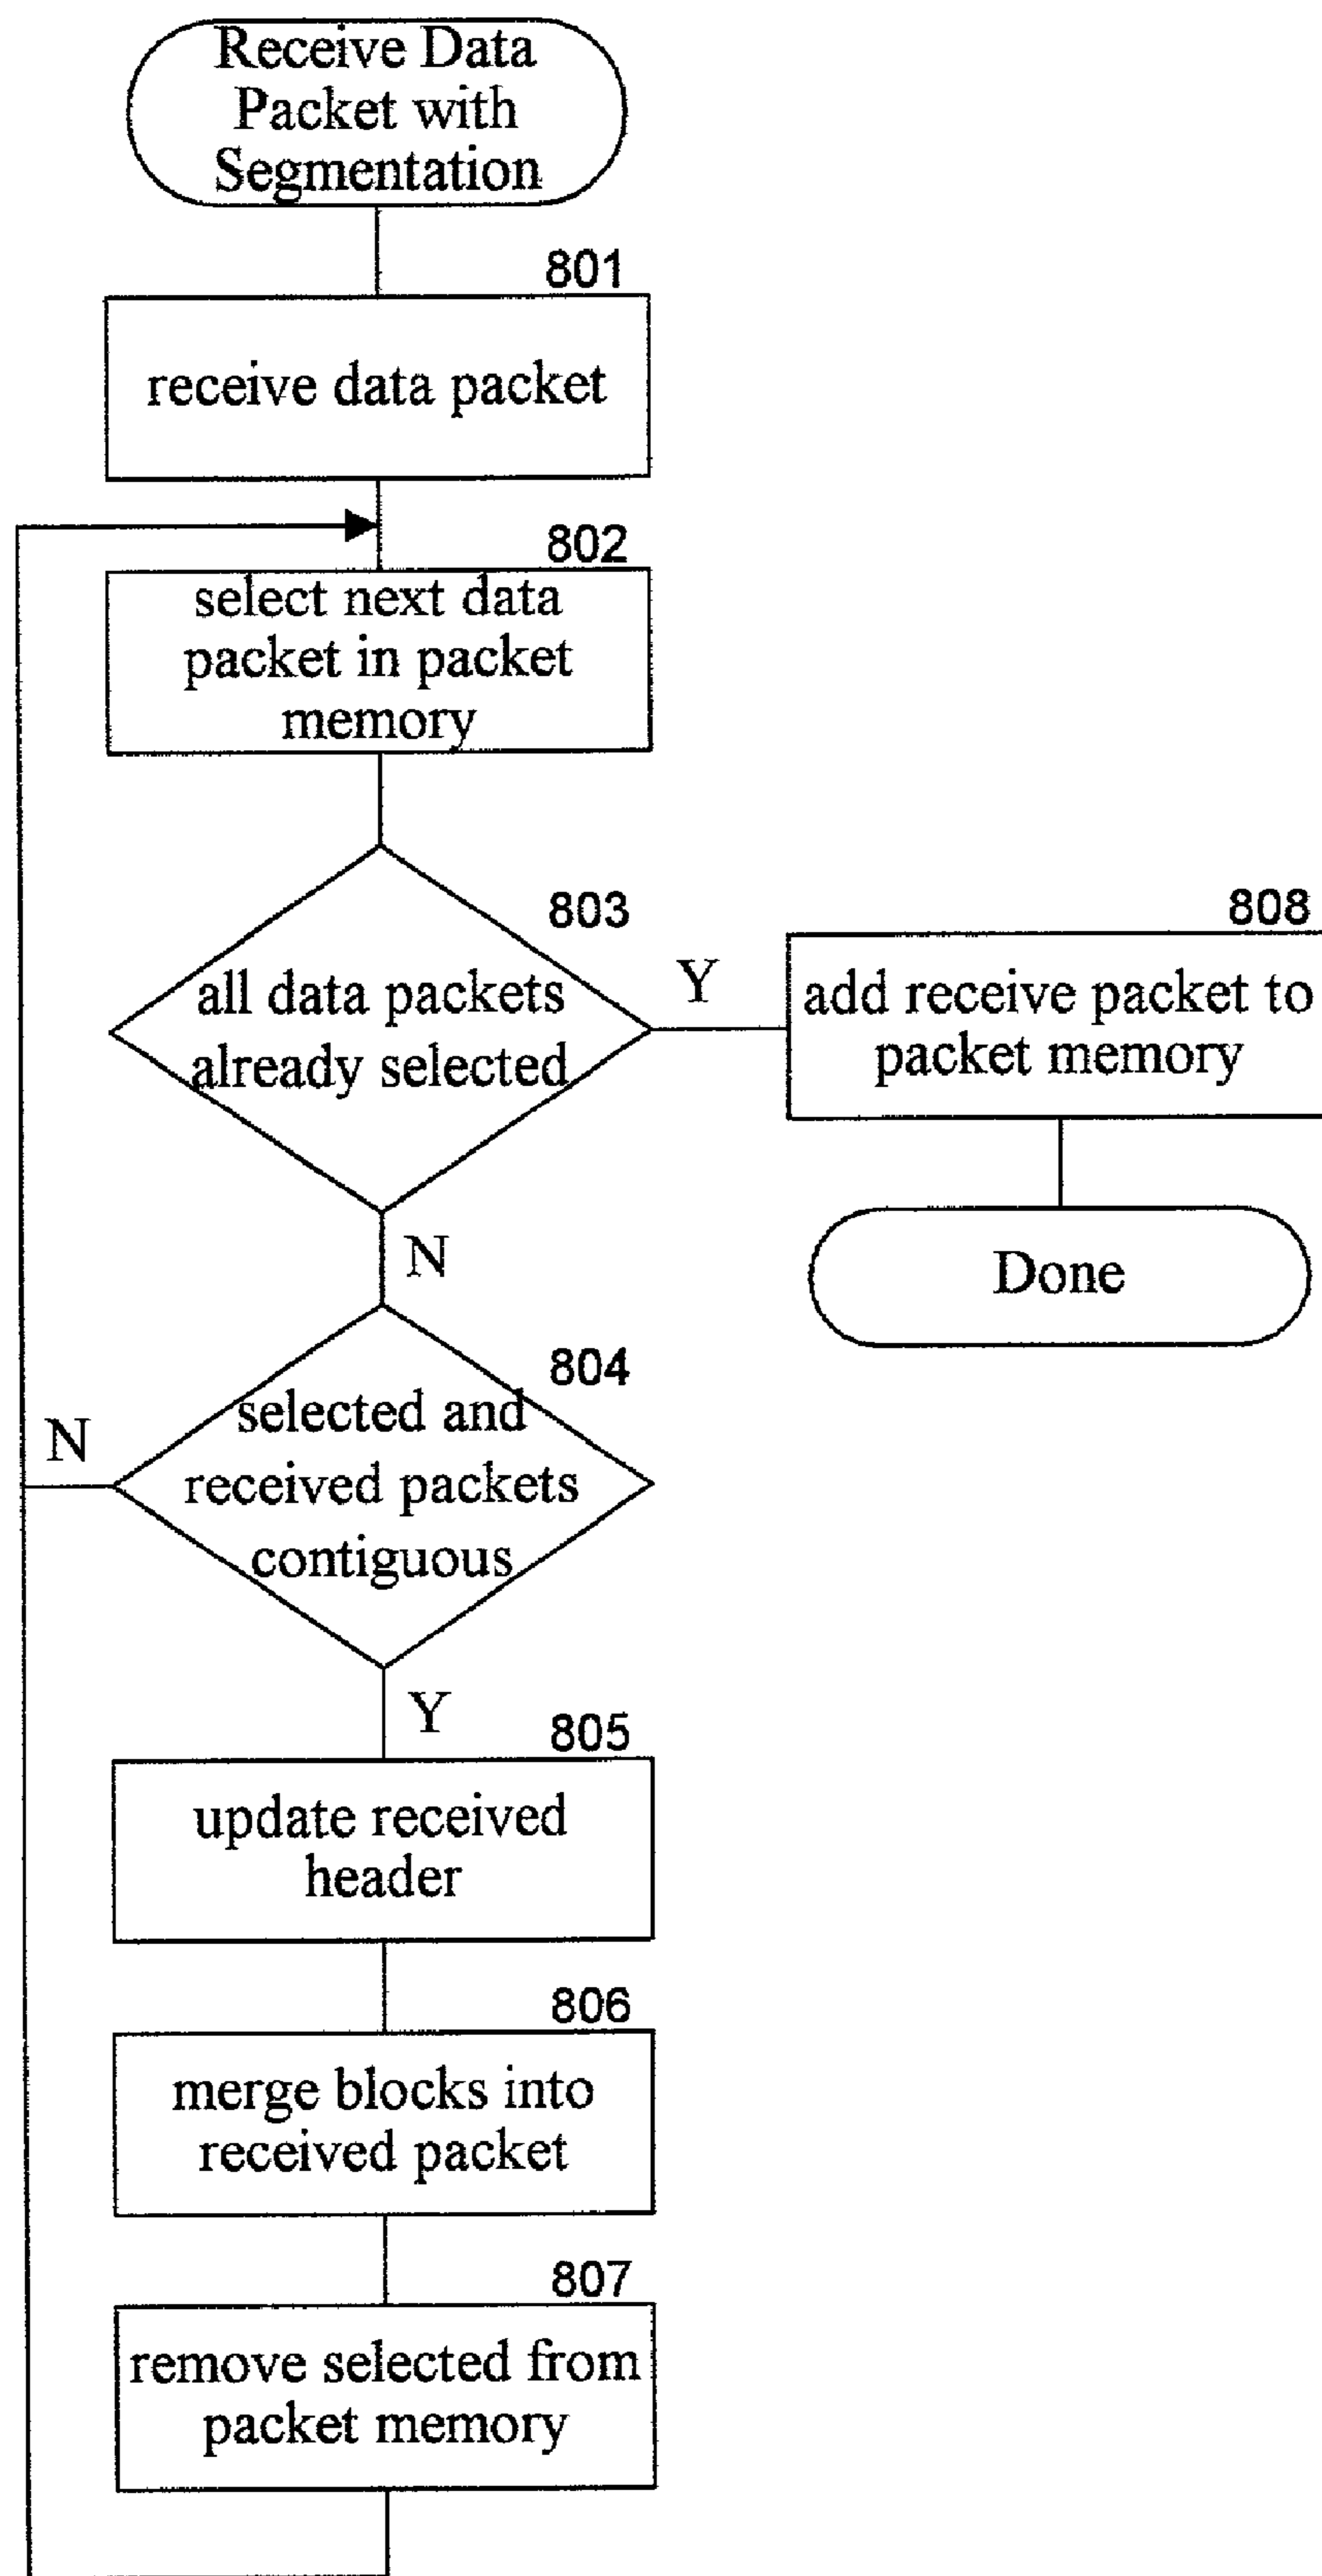 Receive Data
Packet with
Segmentation
801
receive data packet
802
select next data
packet in packet
memory
803
all data packets
already selected
Y
808
add receive packet to
packet memory
N
Done
804
selected and
received packets
contiguous
N
Y
805
update received
header
806
merge blocks into
received packet
807
remove selected from
packet memory